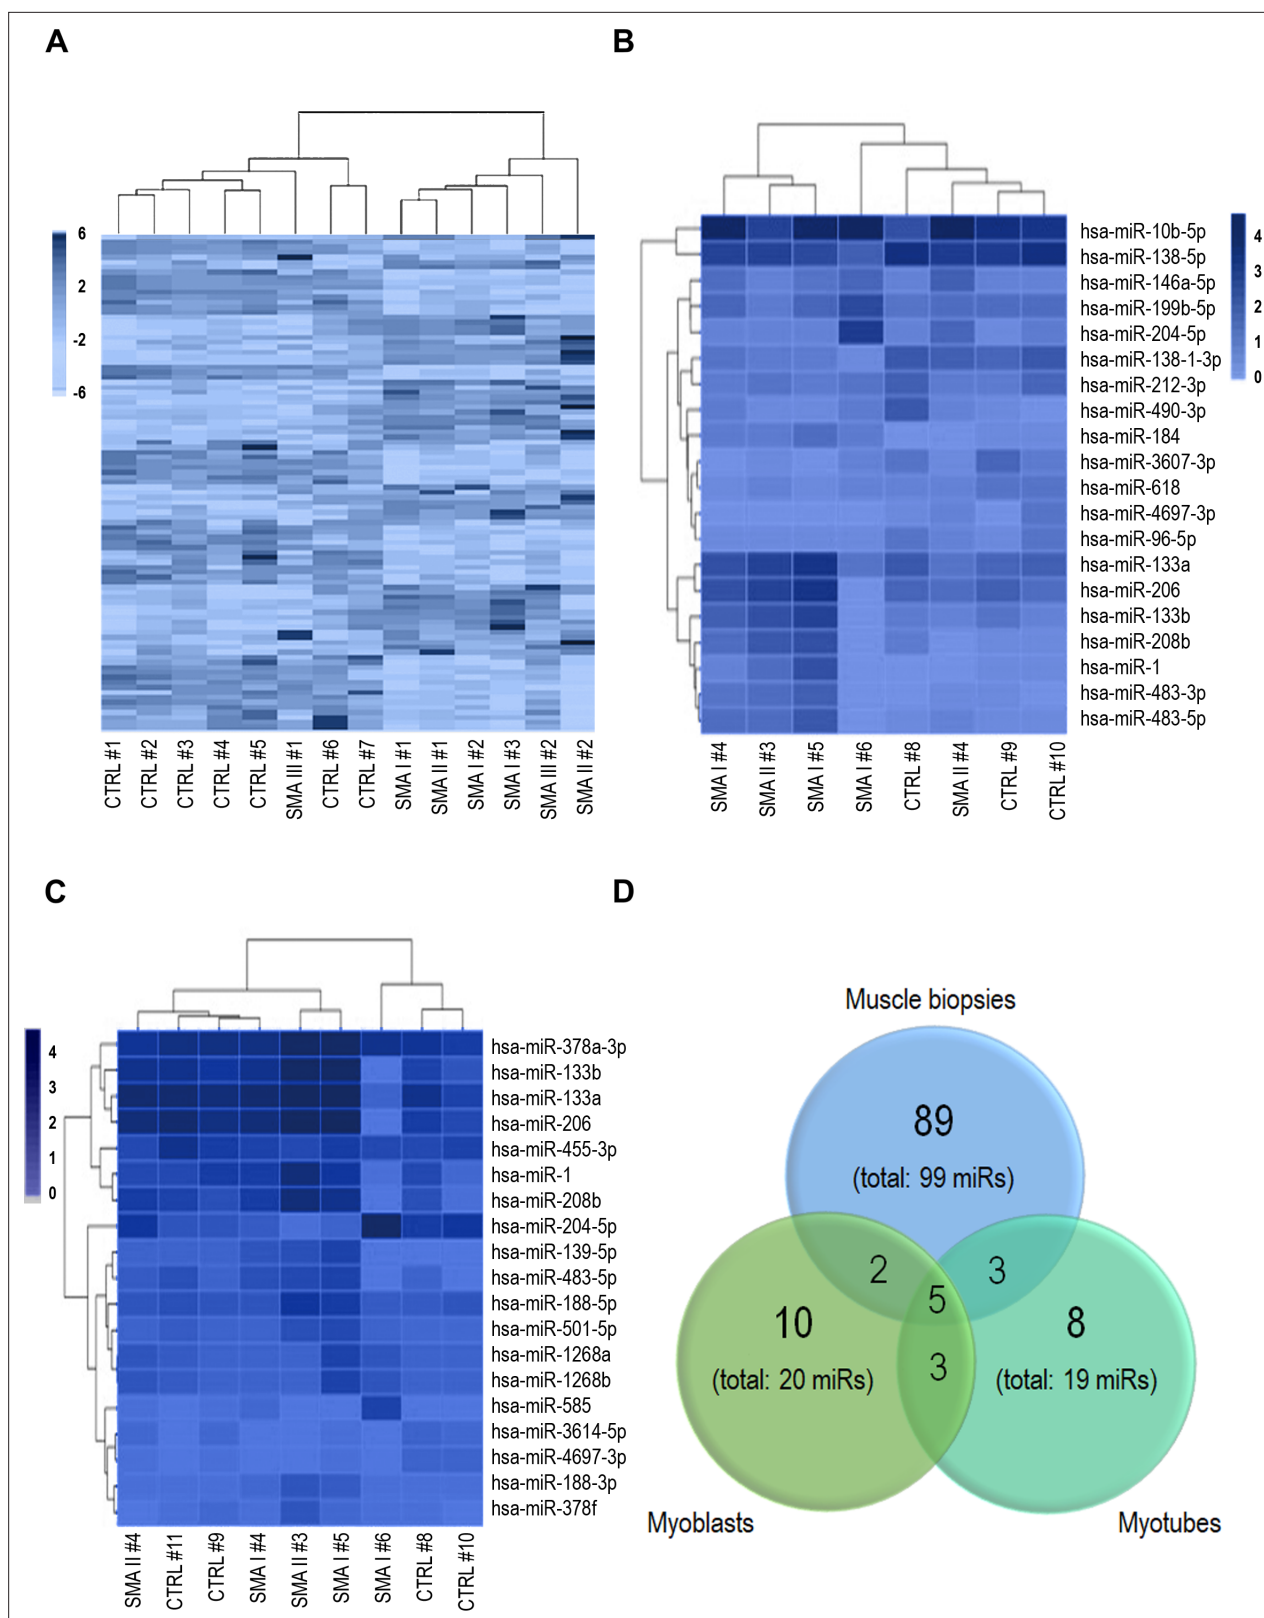 A
6
2
-2
-6
CTRL #1
CTRL #2
CTRL #3
CTRL #4
CTRL #5
SMA III #1
CTRL #6
CTRL #7
SMA I #1
SMA II #1
SMA I #2
SMA I #3
SMA III #2
SMA II #2
B
hsa-miR-10b-5p
hsa-miR-138-5p
hsa-miR-146a-5p
hsa-miR-199b-5p
hsa-miR-204-5p
hsa-miR-138-1-3p
hsa-miR-212-3p
hsa-miR-490-3p
hsa-miR-184
hsa-miR-3607-3p
hsa-miR-618
hsa-miR-4697-3p
hsa-miR-96-5p
hsa-miR-133a
hsa-miR-206
hsa-miR-133b
hsa-miR-208b
hsa-miR-1
hsa-miR-483-3p
hsa-miR-483-5p
4
3
2
1
0
SMA I #4
SMA II #3
SMA I #5
SMA I #6
CTRL #8
SMA II #4
CTRL #9
CTRL #10
C
4
3
2
1
0
hsa-miR-378a-3p
hsa-miR-133b
hsa-miR-133a
hsa-miR-206
hsa-miR-455-3p
hsa-miR-1
hsa-miR-208b
hsa-miR-204-5p
hsa-miR-139-5p
hsa-miR-483-5p
hsa-miR-188-5p
hsa-miR-501-5p
hsa-miR-1268a
hsa-miR-1268b
hsa-miR-585
hsa-miR-3614-5p
hsa-miR-4697-3p
hsa-miR-188-3p
hsa-miR-378f
SMA II #4
CTRL #11
CTRL #9
SMA I #4
SMA II #3
SMA I #5
SMA I #6
CTRL #8
CTRL #10
D
Muscle biopsies
89
(total: 99 miRs)
2
3
5
10
8
(total: 20 miRs)
3
(total: 19 miRs)
Myoblasts
Myotubes